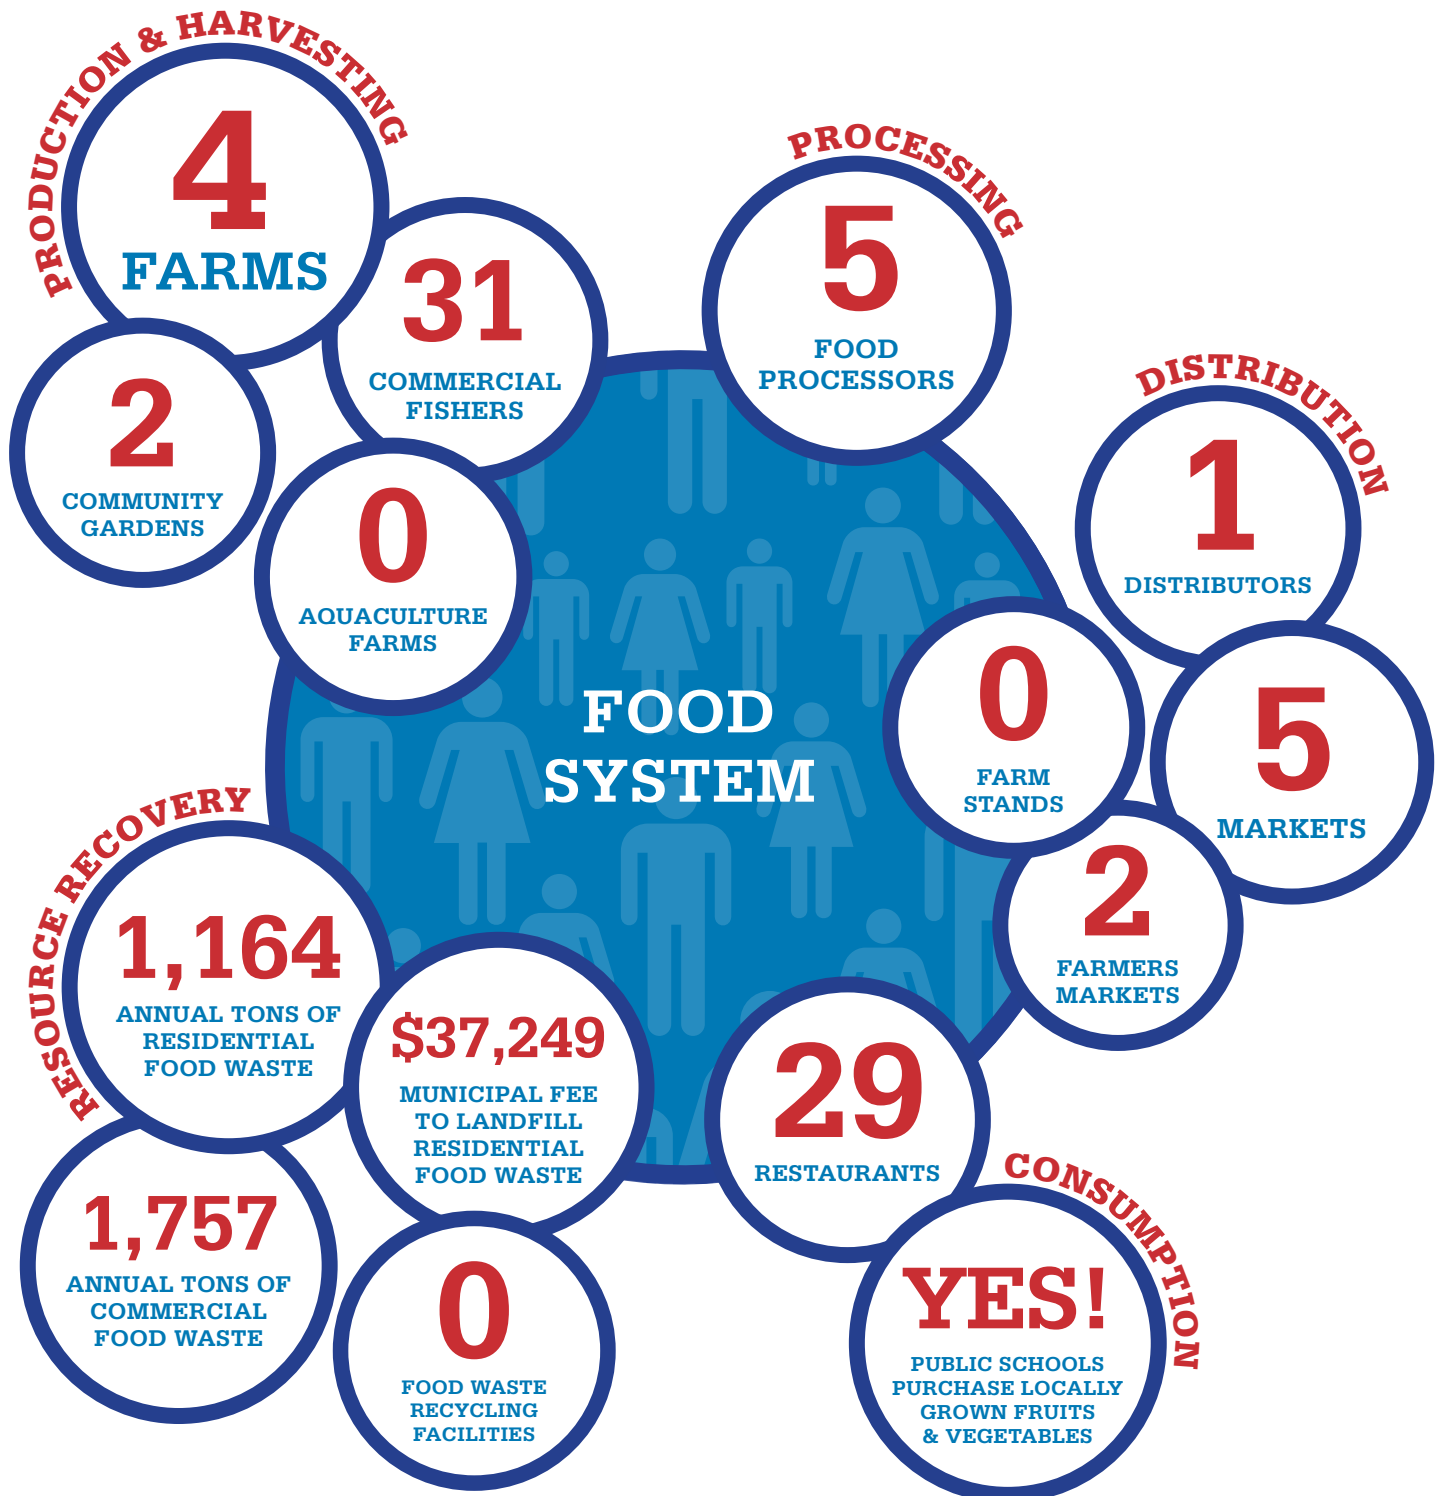 PRODUCTION & HARVESTING
4
FARMS
31
COMMERCIAL
FISHERS
2
COMMUNITY
GARDENS
0
AQUACULTURE
FARMS
PROCESSING
5
FOOD
PROCESSORS
DISTRIBUTION
1
DISTRIBUTORS
0
FARM
STANDS
5
MARKETS
2
FARMERS
MARKETS
FOOD
SYSTEM
RESOURCE RECOVERY
1,164
ANNUAL TONS OF
RESIDENTIAL
FOOD WASTE
$37,249
MUNICIPAL FEE
TO LANDFILL
RESIDENTIAL
FOOD WASTE
1,757
ANNUAL TONS OF
COMMERCIAL
FOOD WASTE
0
FOOD WASTE
RECYCLING
FACILITIES
29
RESTAURANTS
CONSUMPTION
YES!
PUBLIC SCHOOLS
PURCHASE LOCALLY
GROWN FRUITS
& VEGETABLES